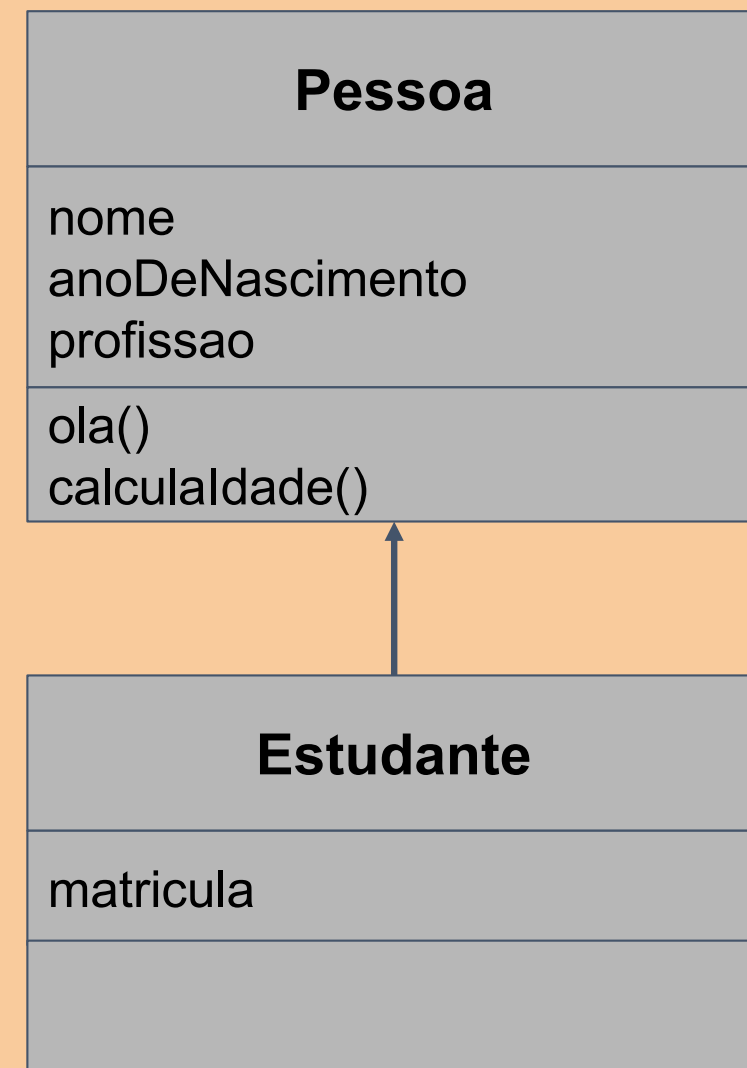 Pessoa
nome
anoDeNascimento
profissao
ola()
calculaIdade()
Estudante
matricula